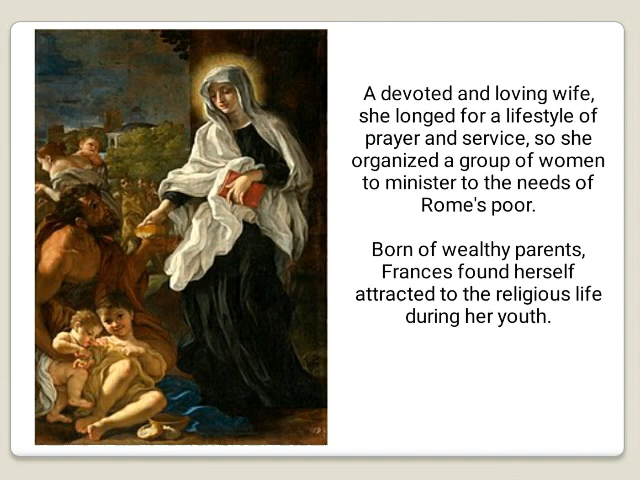 A devoted and loving wife,
she longed for a lifestyle of
prayer and service, so she
organized a group of women
to minister to the needs of
Rome's poor.
Born of wealthy parents,
Frances found herself
attracted to the religious life
during her youth.